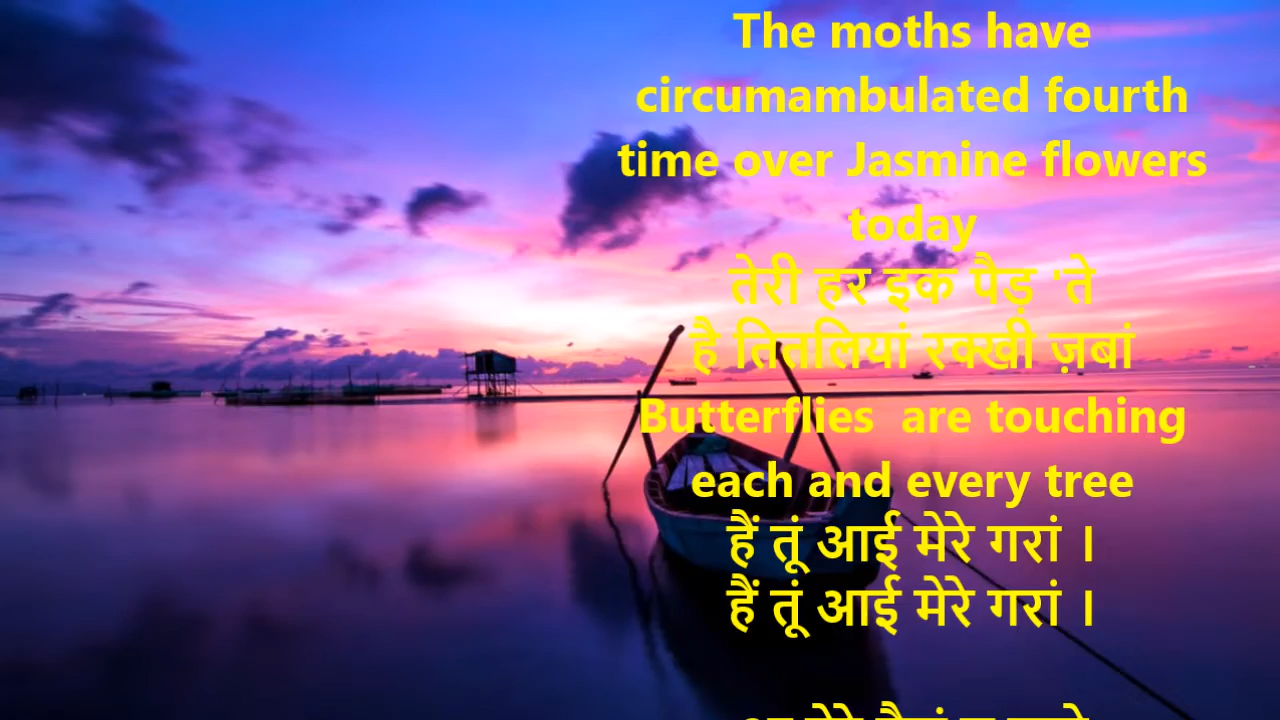 The moths have
circumambulated fourth
time over Jasmine flowers
today
तेरी हर इक पैड़ 'ते
है तितलियां रक्खी ज़बां
Butterflies are touching
each and every tree
हैं तूं आई मेरे गरां ।
हैं तूं आई मेरे गरां ।